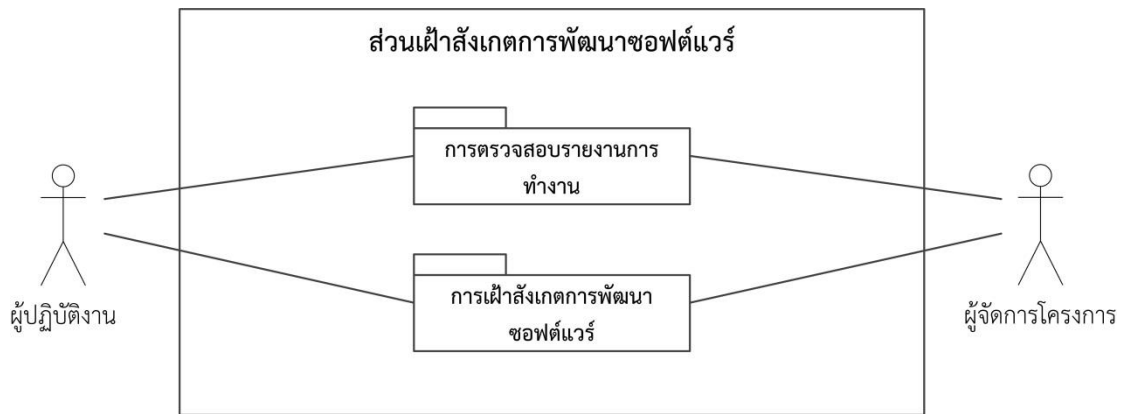 ส่วนเฝ้าสังเกตการพัฒนาซอฟต์แวร์
การตรวจสอบรายงานการ
ทำงาน
การเฝ้าสังเกตการพัฒนา
ซอฟต์แวร์
ผู้ปฏิบัติงาน
ผู้จัดการโครงการ